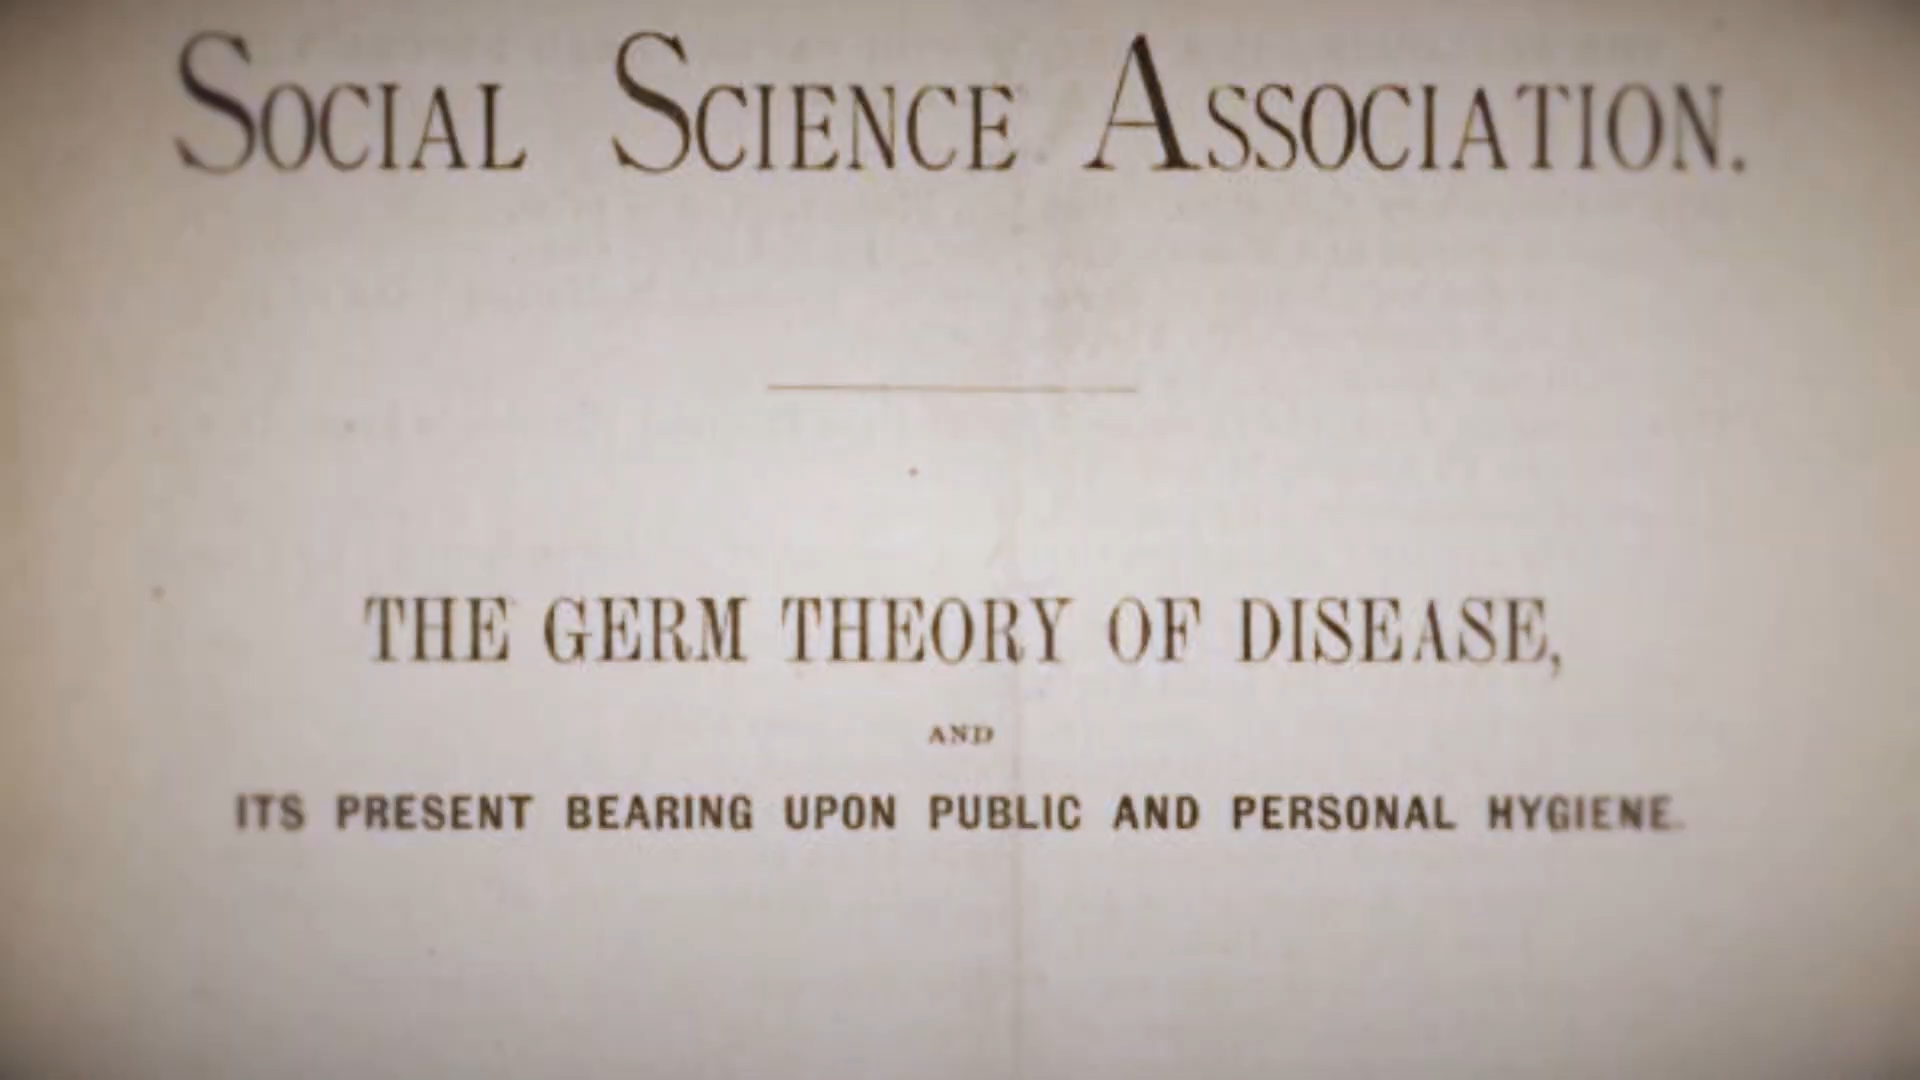 SOCIAL SCIENCE ASSOCIATION.
THE GERM THEORY OF DISEASE,
AND
ITS PRESENT BEARING UPON PUBLIC AND PERSONAL HYGIENE.